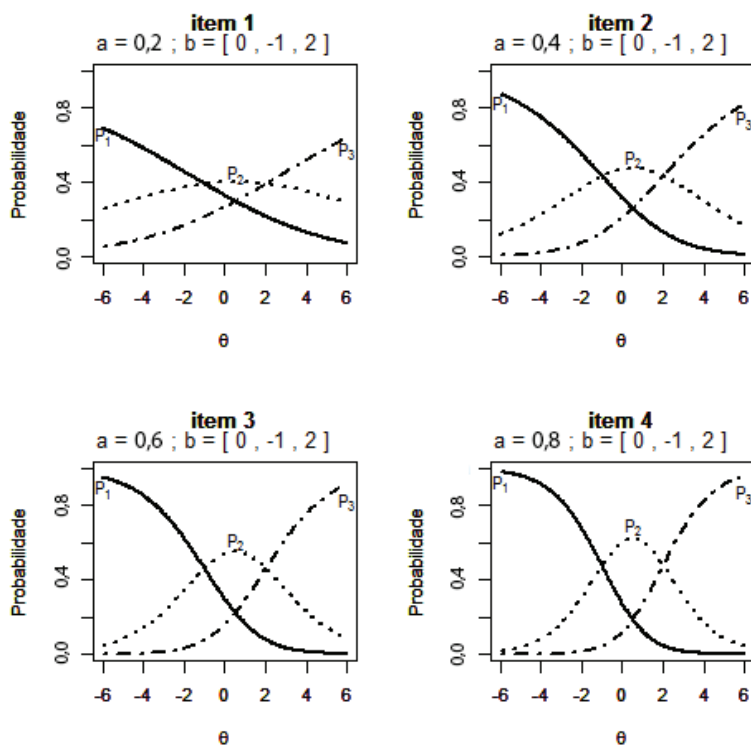 item 1
a = 0,2 ; b = [ 0 , -1 , 2 ]
Probabilidade
0,0 0,4 0,8
P1
P2
P3
-6 -4 -2 0 2 4 6
θ
item 2
a = 0,4 ; b = [ 0 , -1 , 2 ]
Probabilidade
0,0 0,4 0,8
P1
P2
P3
-6 -4 -2 0 2 4 6
θ
item 3
a = 0,6 ; b = [ 0 , -1 , 2 ]
Probabilidade
0,0 0,4 0,8
P1
P2
P3
-6 -4 -2 0 2 4 6
θ
item 4
a = 0,8 ; b = [ 0 , -1 , 2 ]
Probabilidade
0,0 0,4 0,8
P1
P2
P3
-6 -4 -2 0 2 4 6
θ